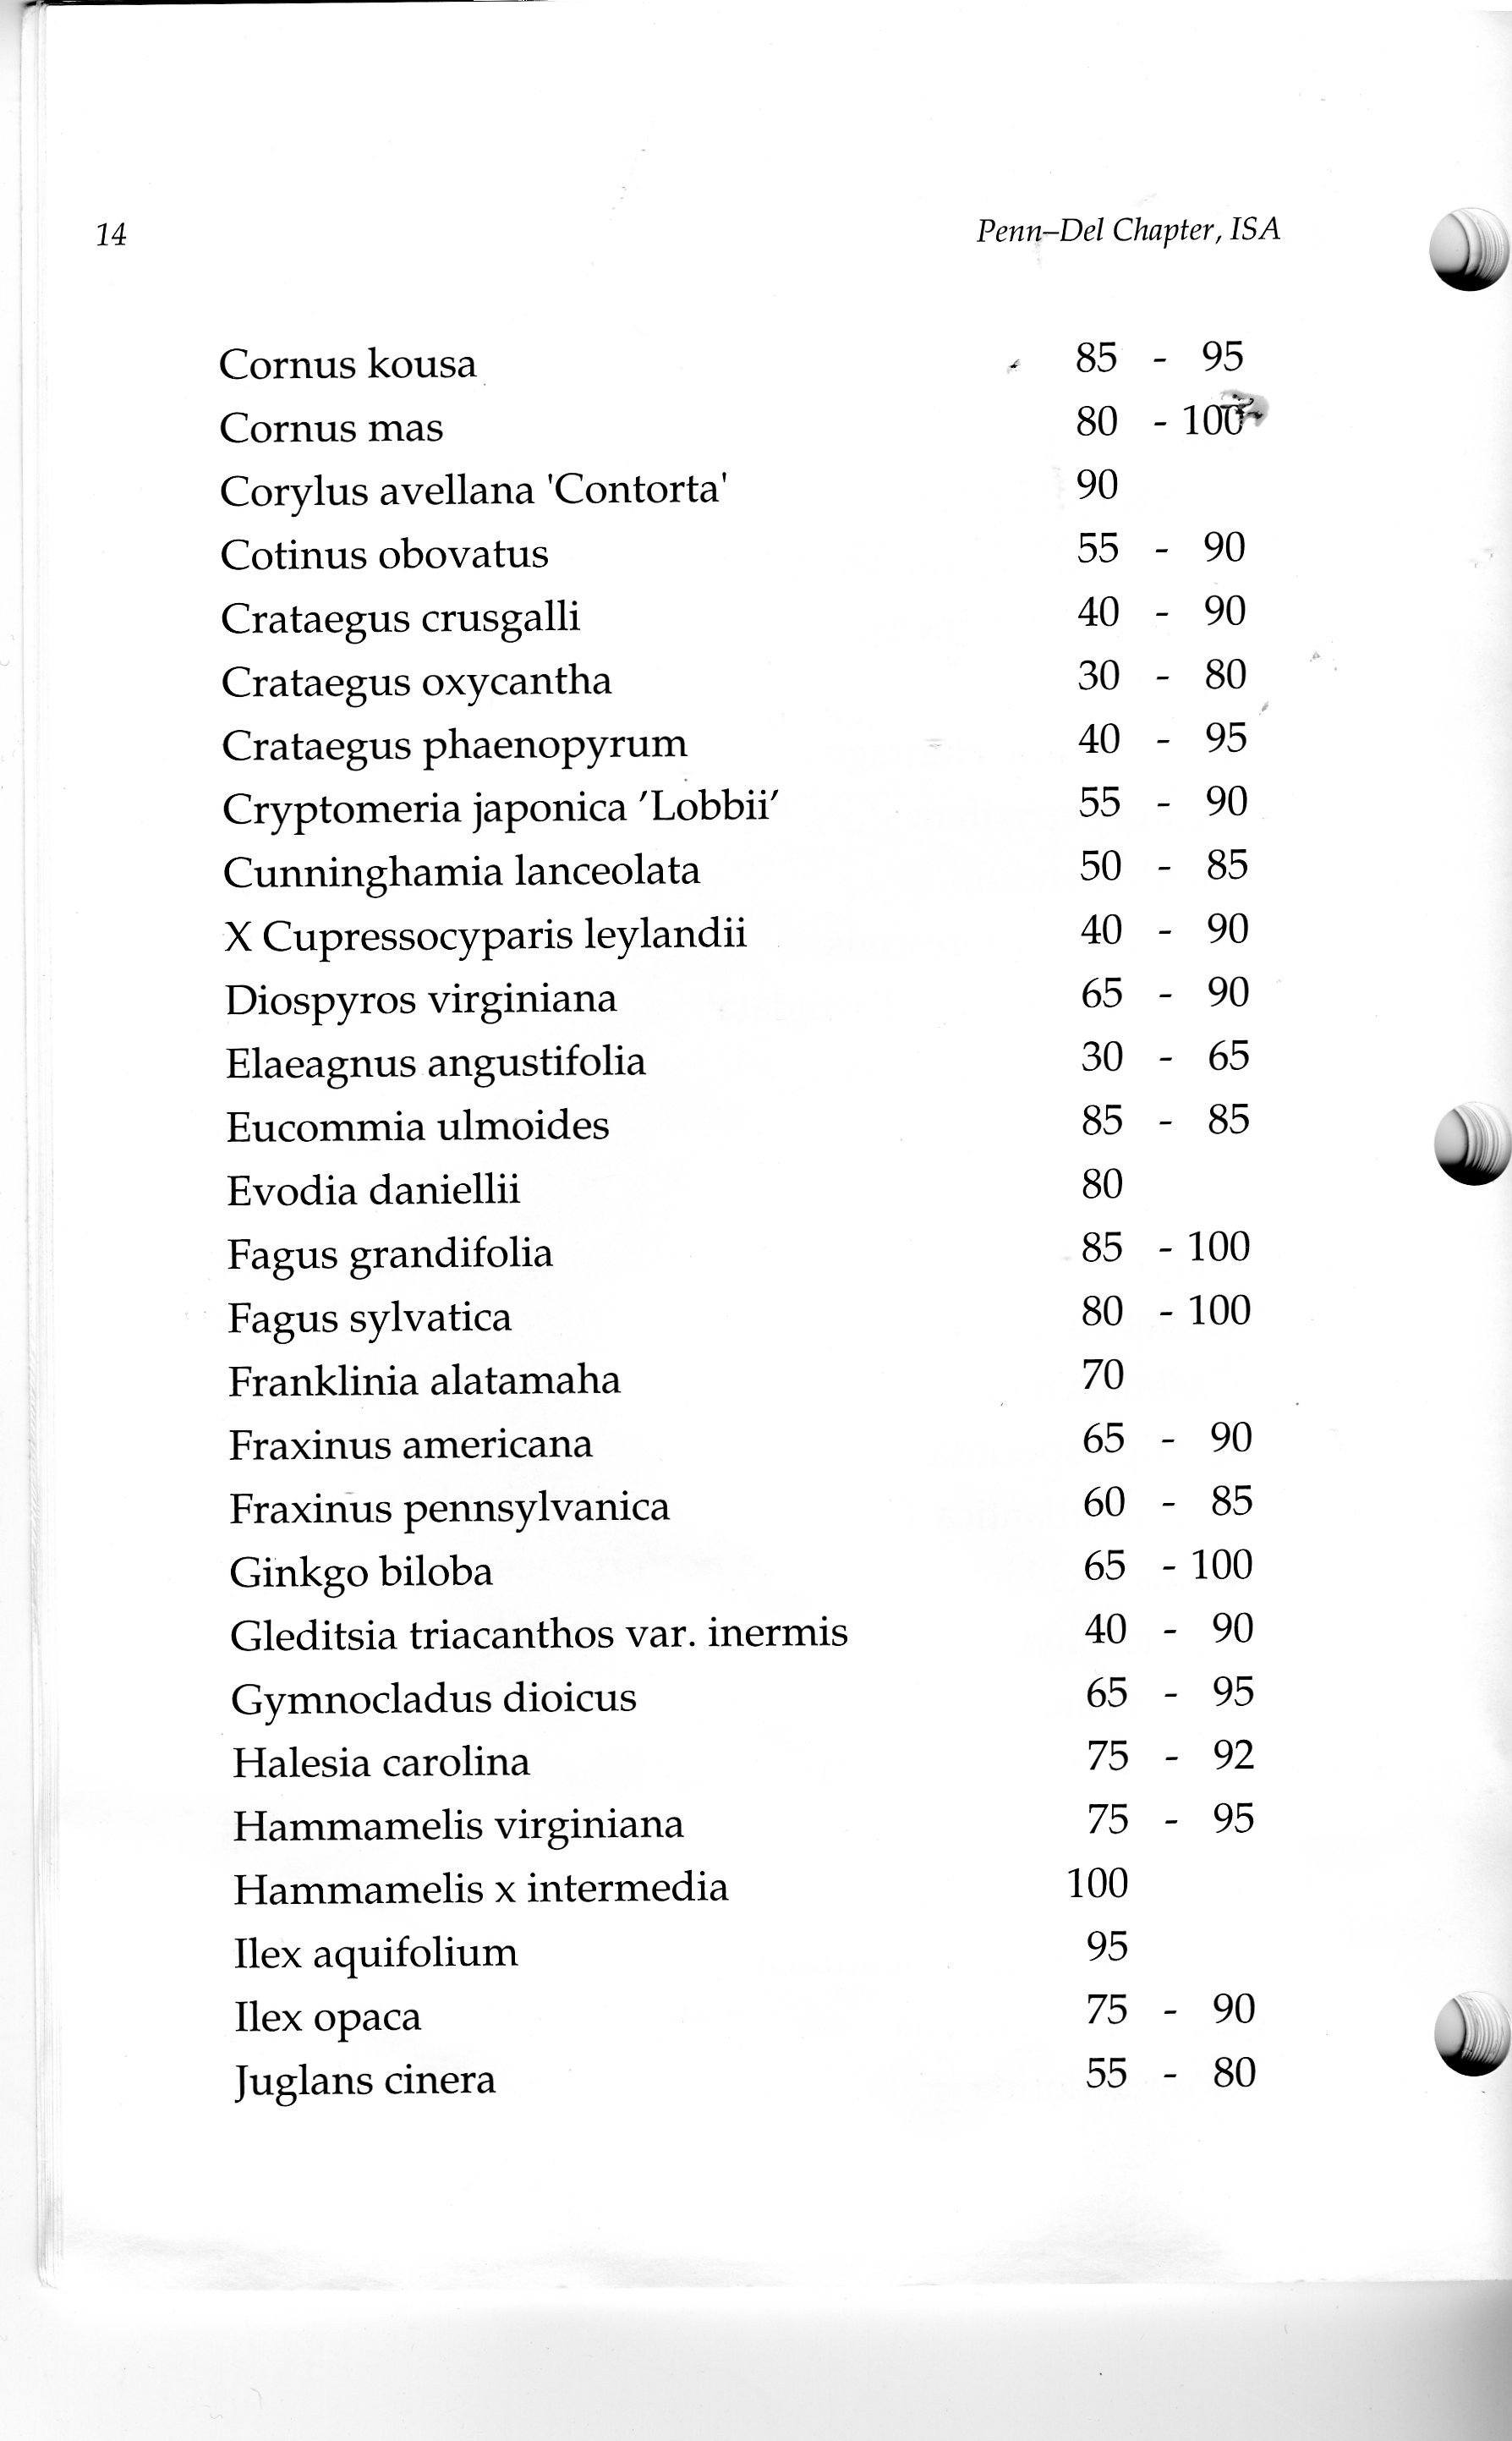 14 Penn–Del Chapter, ISA
Cornus kousa 85 - 95
Cornus mas 80 - 100
Corylus avellana 'Contorta' 90
Cotinus obovatus 55 - 90
Crataegus crusgalli 40 - 90
Crataegus oxycantha 30 - 80
Crataegus phaenopyrum 40 - 95
Cryptomeria japonica 'Lobbii' 55 - 90
Cunninghamia lanceolata 50 - 85
X Cupressocyparis leylandii 40 - 90
Diospyros virginiana 65 - 90
Elaeagnus angustifolia 30 - 65
Eucommia ulmoides 85 - 85
Evodia daniellii 80
Fagus grandifolia 85 - 100
Fagus sylvatica 80 - 100
Franklinia alatamaha 70
Fraxinus americana 65 - 90
Fraxinus pennsylvanica 60 - 85
Ginkgo biloba 65 - 100
Gleditsia triacanthos var. inermis 40 - 90
Gymnocladus dioicus 65 - 95
Halesia carolina 75 - 92
Hammamelis virginiana 75 - 95
Hammamelis x intermedia 100
Ilex aquifolium 95
Ilex opaca 75 - 90
Juglans cinera 55 - 80